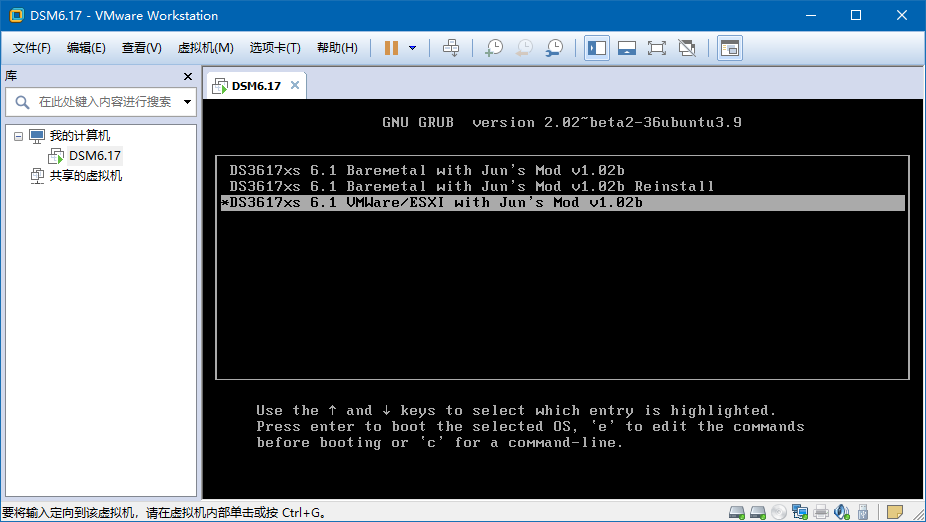 DSM6.17 - VMware Workstation
文件(F) 编辑(E) 查看(V) 虚拟机(M) 选项卡(T) 帮助(H)
库
在此处键入内容进行搜索
我的计算机
DSM6.17
共享的虚拟机
DSM6.17
GNU GRUB version 2.02~beta2-36ubuntu3.9
DS3617xs 6.1 Baremetal with Jun's Mod v1.02b
DS3617xs 6.1 Baremetal with Jun's Mod v1.02b Reinstall
*DS3617xs 6.1 VMWare/ESXI with Jun's Mod v1.02b
Use the ↑ and ↓ keys to select which entry is highlighted.
Press enter to boot the selected OS, `e' to edit the commands
before booting or `c' for a command-line.
要将输入定向到该虚拟机，请在虚拟机内部单击或按 Ctrl+G。